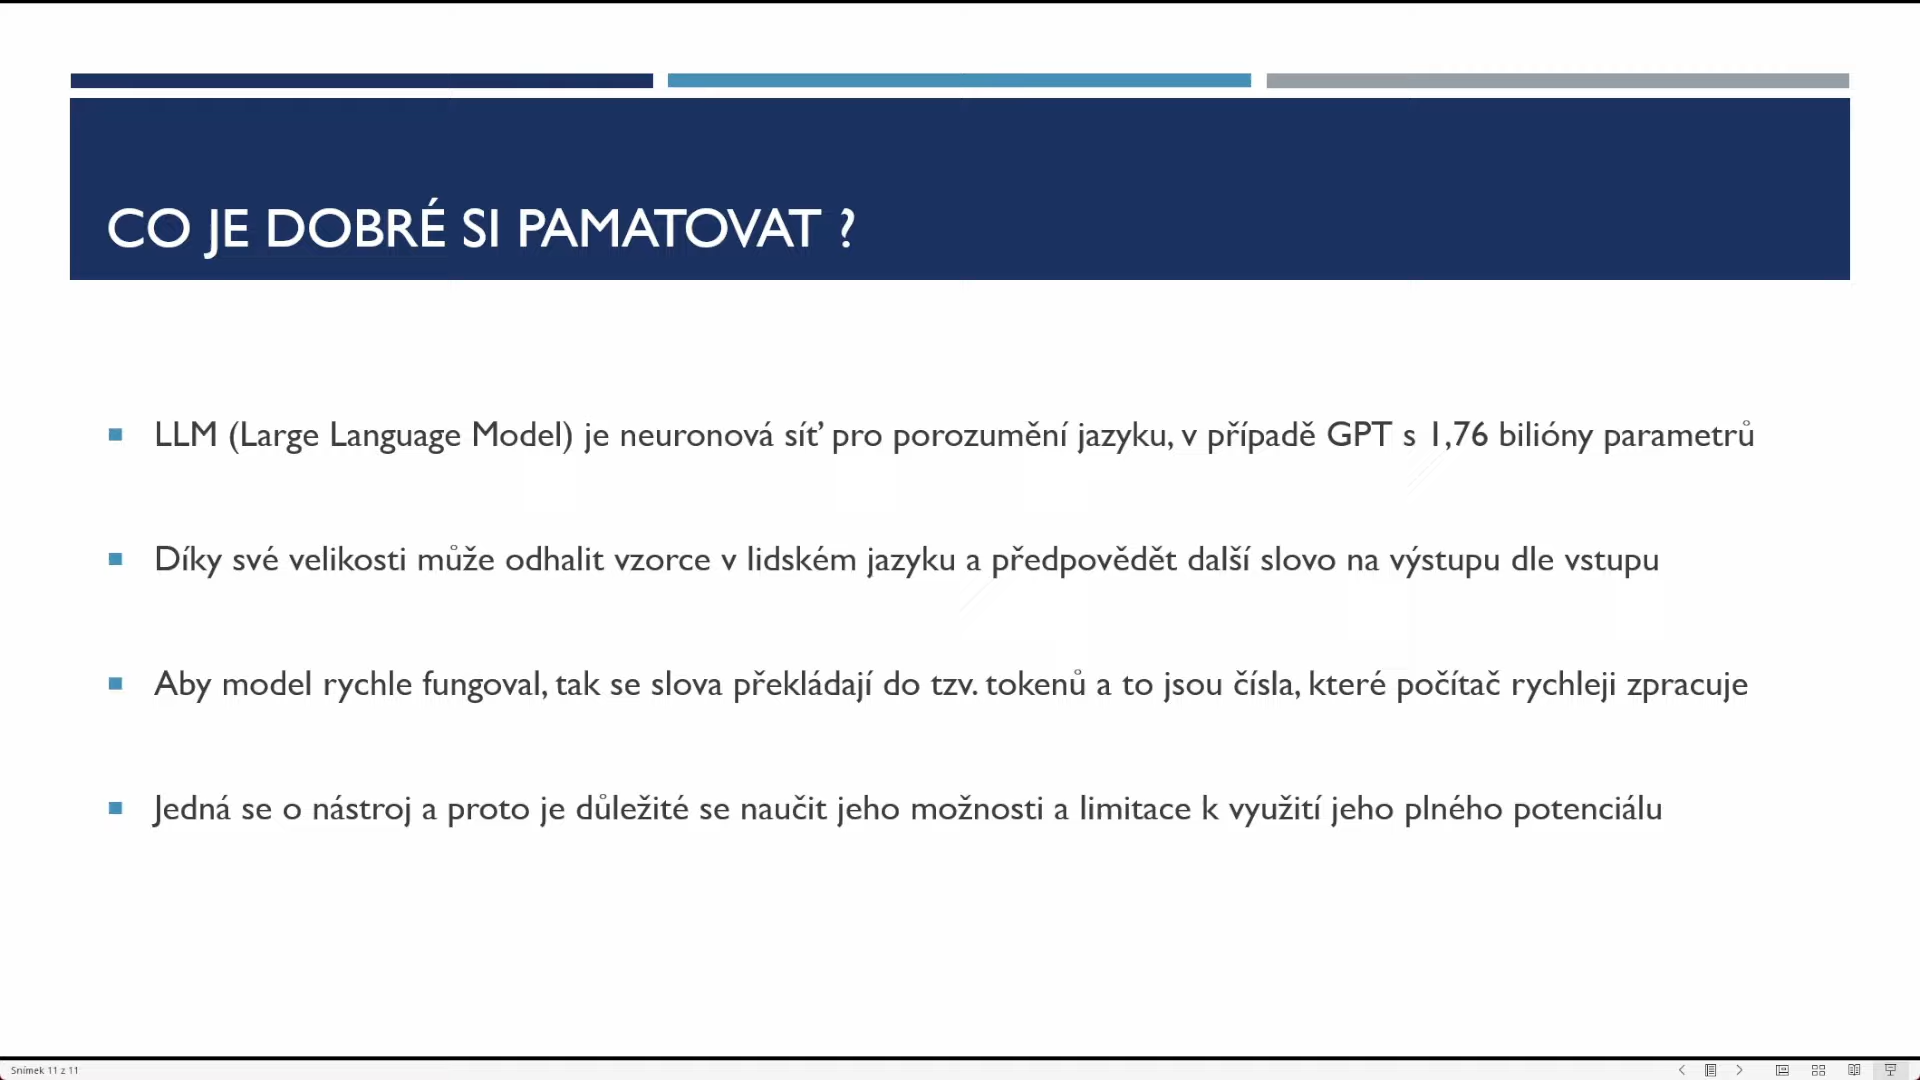 CO JE DOBRÉ SI PAMATOVAT ?
LLM (Large Language Model) je neuronová síť pro porozumění jazyku, v případě GPT s 1,76 bilióny parametrů
Díky své velikosti může odhalit vzorce v lidském jazyku a předpovědět další slovo na výstupu dle vstupu
Aby model rychle fungoval, tak se slova překládají do tzv. tokenů a to jsou čísla, které počítač rychleji zpracuje
Jedná se o nástroj a proto je důležité se naučit jeho možnosti a limitace k využití jeho plného potenciálu
Snímek 11 z 11